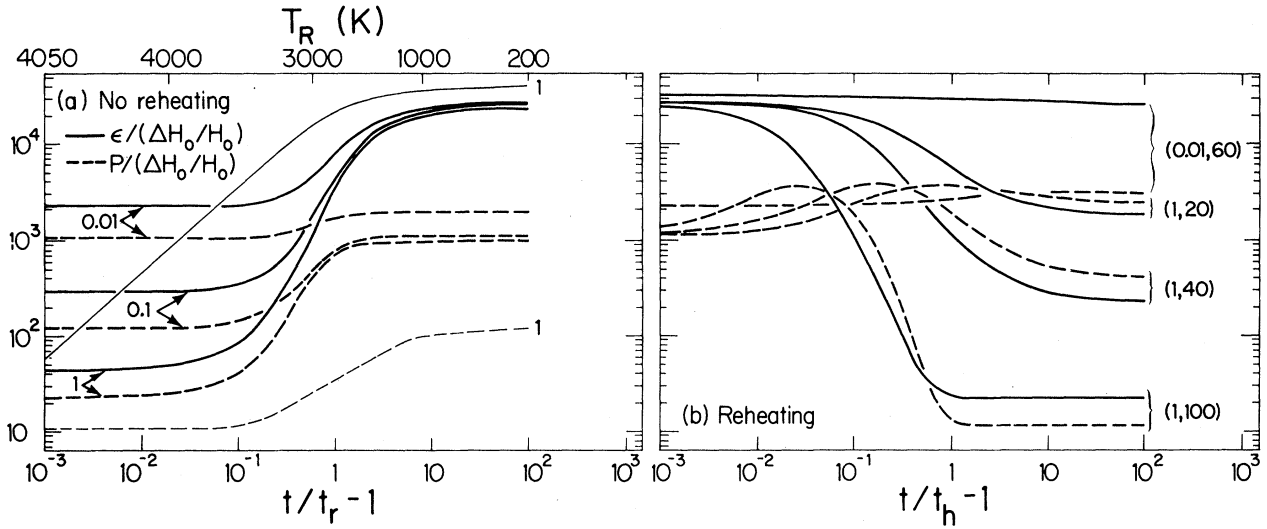 T_R (K)
4050 4000 3000 1000 200
(a) No reheating
ϵ/(ΔH₀/H₀)
P/(ΔH₀/H₀)
10⁴
10³
10²
10
0.01
0.1
1
1
1
10⁻³ 10⁻² 10⁻¹ 1 10 10² 10³
t/t_r −1
(0.01,60)
(1,20)
(1,40)
(1,100)
(b) Reheating
10⁻³ 10⁻² 10⁻¹ 1 10 10² 10³
t/t_h −1